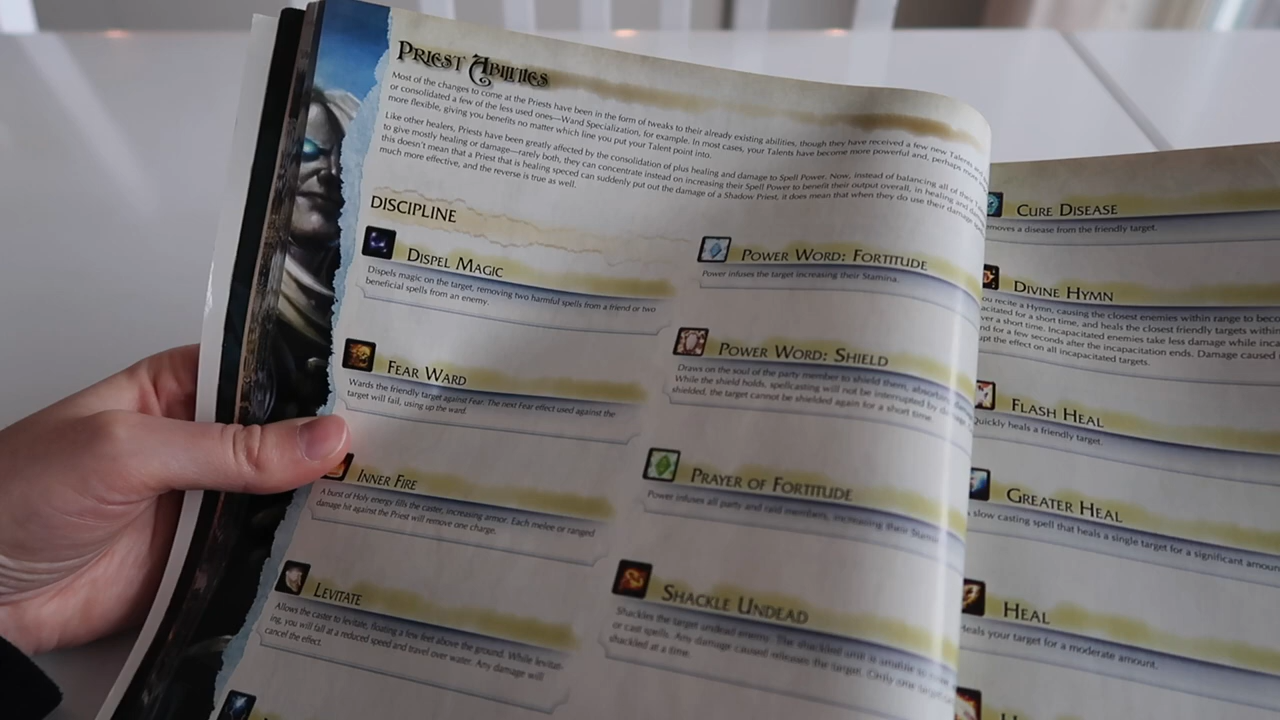 PRIEST ABILITIES
Most of the changes to come at the Priests have been in the form of tweaks to their already existing abilities, though they have received a few new Talents
or consolidated a few of the less used ones—Wand Specialization, for example. In most cases, your Talents have become more powerful and, perhaps
more flexible, giving you benefits no matter which line you put your Talent point into.
Like other healers, Priests have been greatly affected by the consolidation of plus healing and damage to Spell Power. Now, instead of balancing all of their
to give mostly healing or damage—rarely both, they can concentrate instead on increasing their Spell Power to benefit their output overall, in healing and
this doesn't mean that a Priest that is healing speced can suddenly put out the damage of a Shadow Priest, it does mean that when they do use their damage
much more effective, and the reverse is true as well.
DISCIPLINE
DISPEL MAGIC
Dispels magic on the target, removing two harmful spells from a friend or two
beneficial spells from an enemy.
FEAR WARD
Wards the friendly target against Fear. The next Fear effect used against the
target will fail, using up the ward.
INNER FIRE
A burst of Holy energy fills the caster, increasing armor. Each melee or ranged
damage hit against the Priest will remove one charge.
LEVITATE
Allows the caster to levitate, floating a few feet above the ground. While levitat-
ing, you will fall at a reduced speed and travel over water. Any damage will
cancel the effect.
POWER WORD: FORTITUDE
Power infuses the target increasing their Stamina.
POWER WORD: SHIELD
Draws on the soul of the party member to shield them, absorbing
While the shield holds, spellcasting will not be interrupted by
shielded, the target cannot be shielded again for a short time.
PRAYER OF FORTITUDE
Power infuses all party and raid members, increasing their
SHACKLE UNDEAD
Shackles the target undead enemy. The shackled unit is unable to
or cast spells. Any damage caused releases the target. Only one
shackled at a time.
CURE DISEASE
a disease from the friendly target.
DIVINE HYMN
recite a Hymn, causing the closest enemies within range to
for a short time, and heals the closest friendly targets within
a short time. Incapacitated enemies take less damage while
for a few seconds after the incapacitation ends. Damage caused
the effect on all incapacitated targets.
FLASH HEAL
Quickly heals a friendly target.
GREATER HEAL
slow casting spell that heals a single target for a significant
HEAL
Heals your target for a moderate amount.